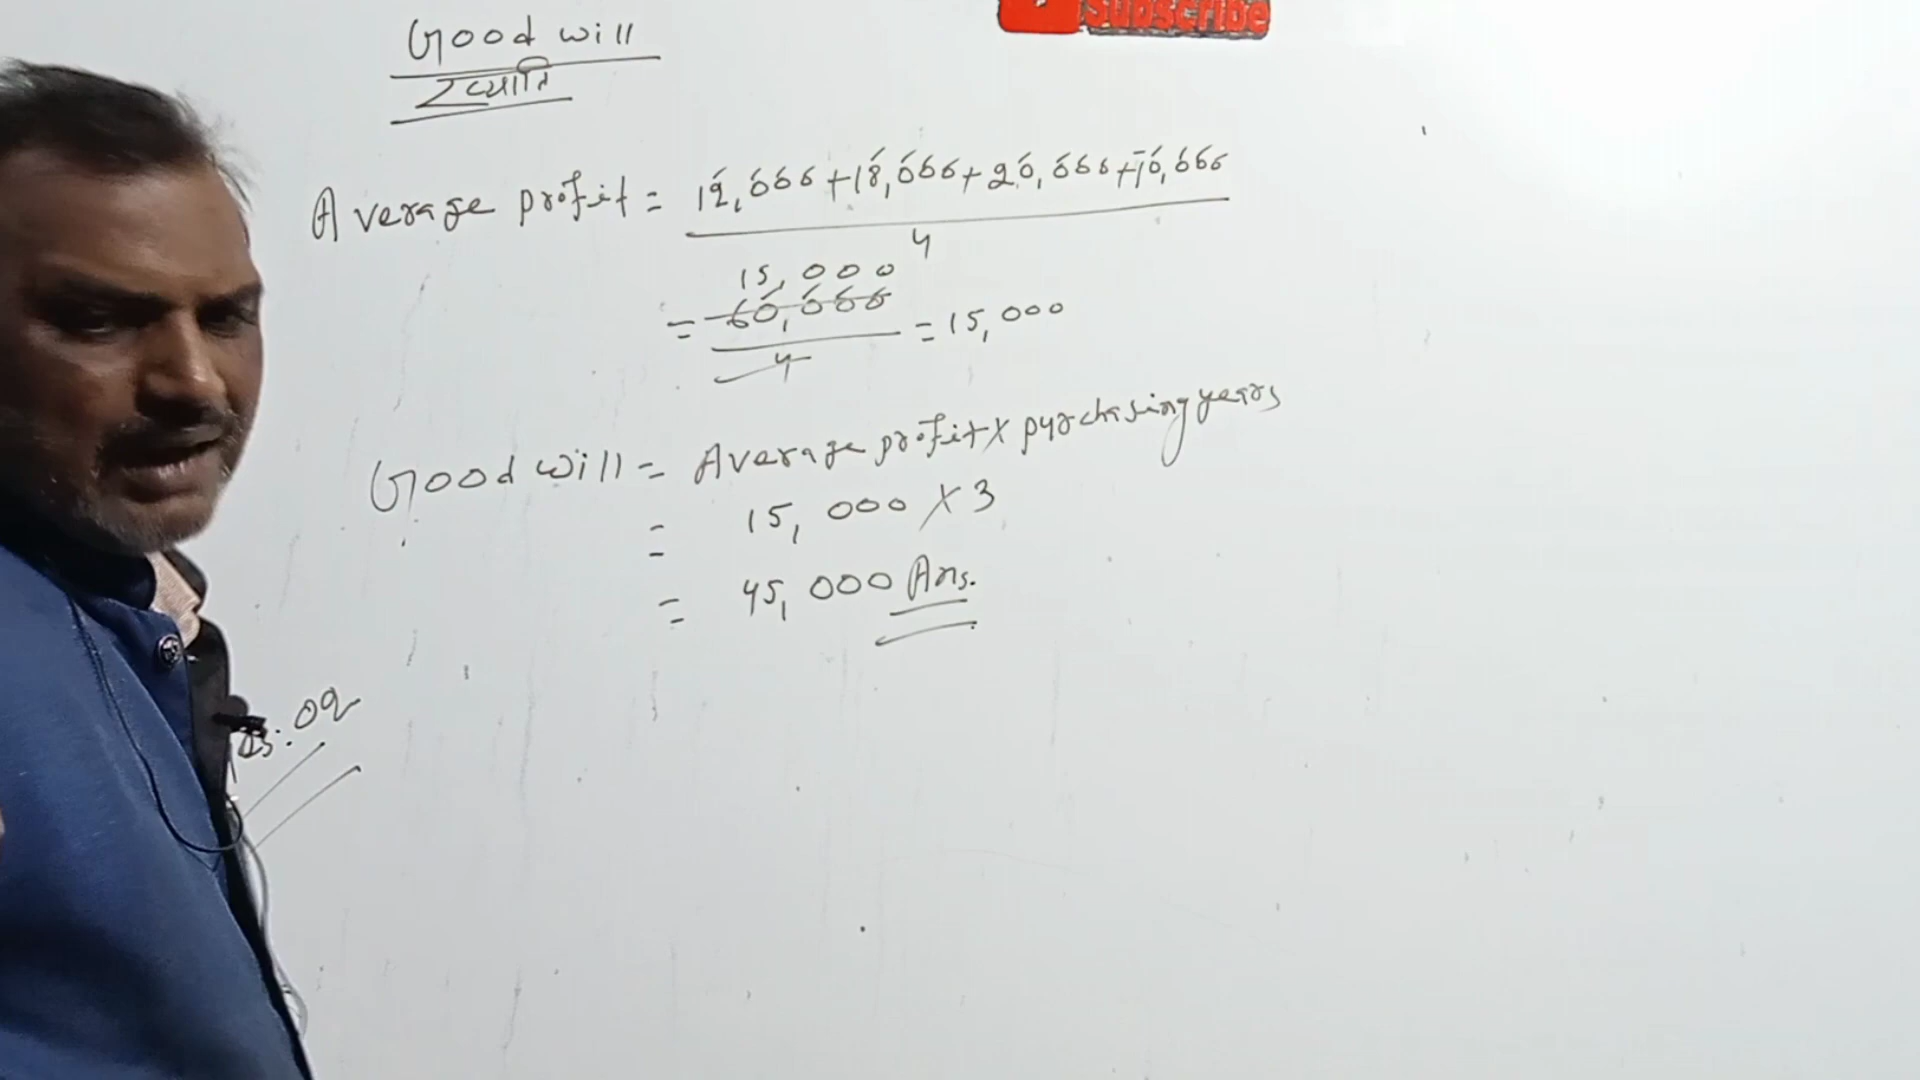 Subscribe
Good will
ख्याति
Average profit = 12,000 + 18,000 + 20,000 + 10,000
4
15,000
= 60,000 = 15,000
4
Good will = Average profit X purchasing years
= 15,000 X 3
= 45,000 Ans.